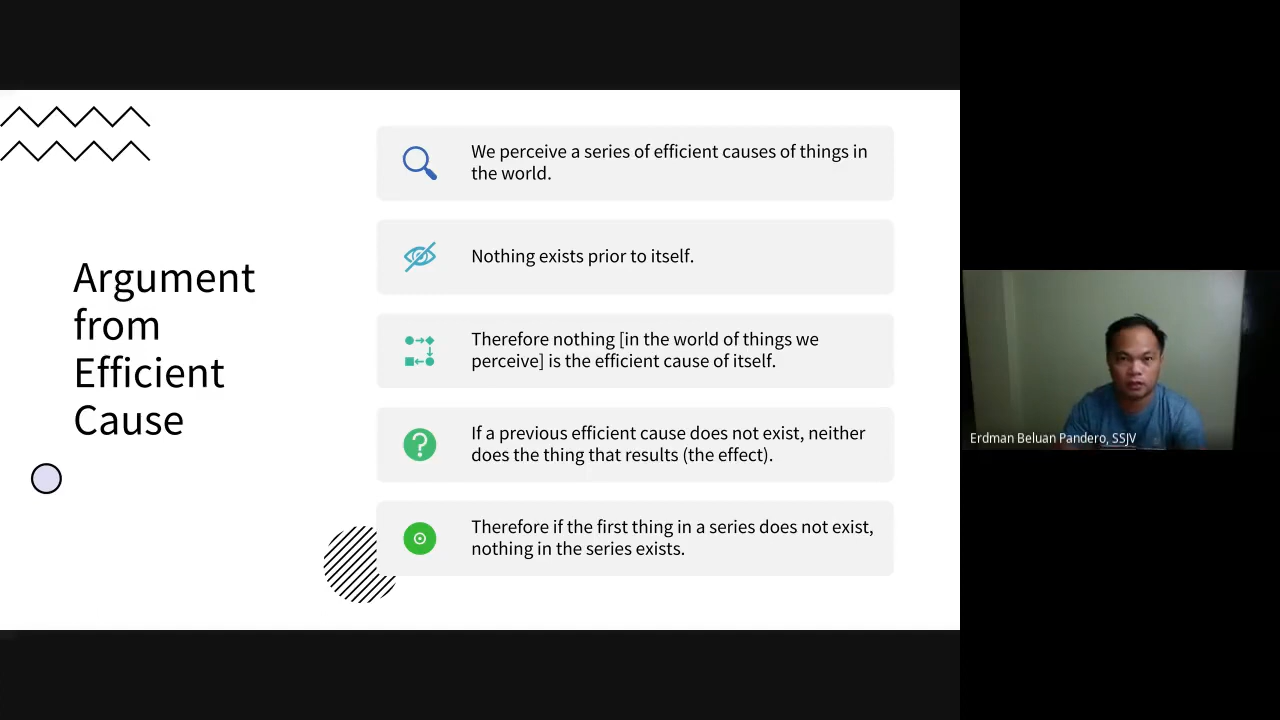 Argument
from
Efficient
Cause
We perceive a series of efficient causes of things in
the world.
Nothing exists prior to itself.
Therefore nothing [in the world of things we
perceive] is the efficient cause of itself.
If a previous efficient cause does not exist, neither
does the thing that results (the effect).
Therefore if the first thing in a series does not exist,
nothing in the series exists.
Erdman Beluan Pandero, SSJV